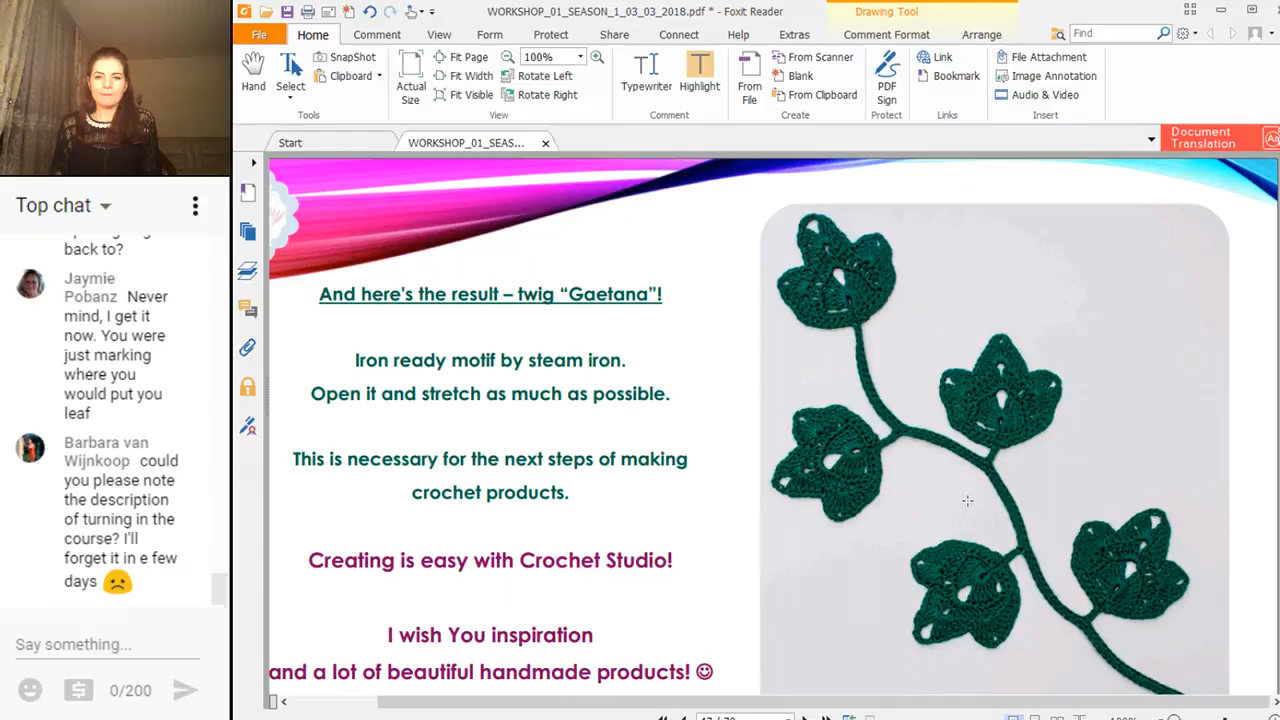 WORKSHOP_01_SEASON_1_03_03_2018.pdf * - Foxit Reader
Drawing Tool
File Home Comment View Form Protect Share Connect Help Extras Comment Format Arrange Find
Hand
Select
SnapShot
Clipboard
Tools
Actual
Size
Fit Page
Fit Width
Fit Visible
100%
Rotate Left
Rotate Right
View
Typewriter
Highlight
Comment
From
File
From Scanner
Blank
From Clipboard
Create
PDF
Sign
Protect
Link
Bookmark
Links
File Attachment
Image Annotation
Audio & Video
Insert
Start
WORKSHOP_01_SEAS...
Document
Translation
Top chat
back to?
Jaymie
Pobanz Never
mind, I get it
now. You were
just marking
where you
would put you
leaf
Barbara van
Wijnkoop could
you please note
the description
of turning in the
course? I'll
forget it in e few
days
Say something...
0/200
And here's the result – twig “Gaetana”!
Iron ready motif by steam iron.
Open it and stretch as much as possible.
This is necessary for the next steps of making
crochet products.
Creating is easy with Crochet Studio!
I wish You inspiration
and a lot of beautiful handmade products! ☺